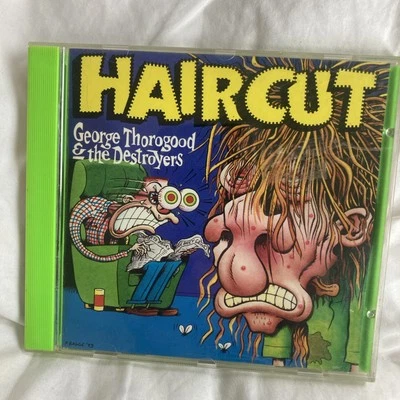 HAIRCUT
George Thorogood
& the Destroyers